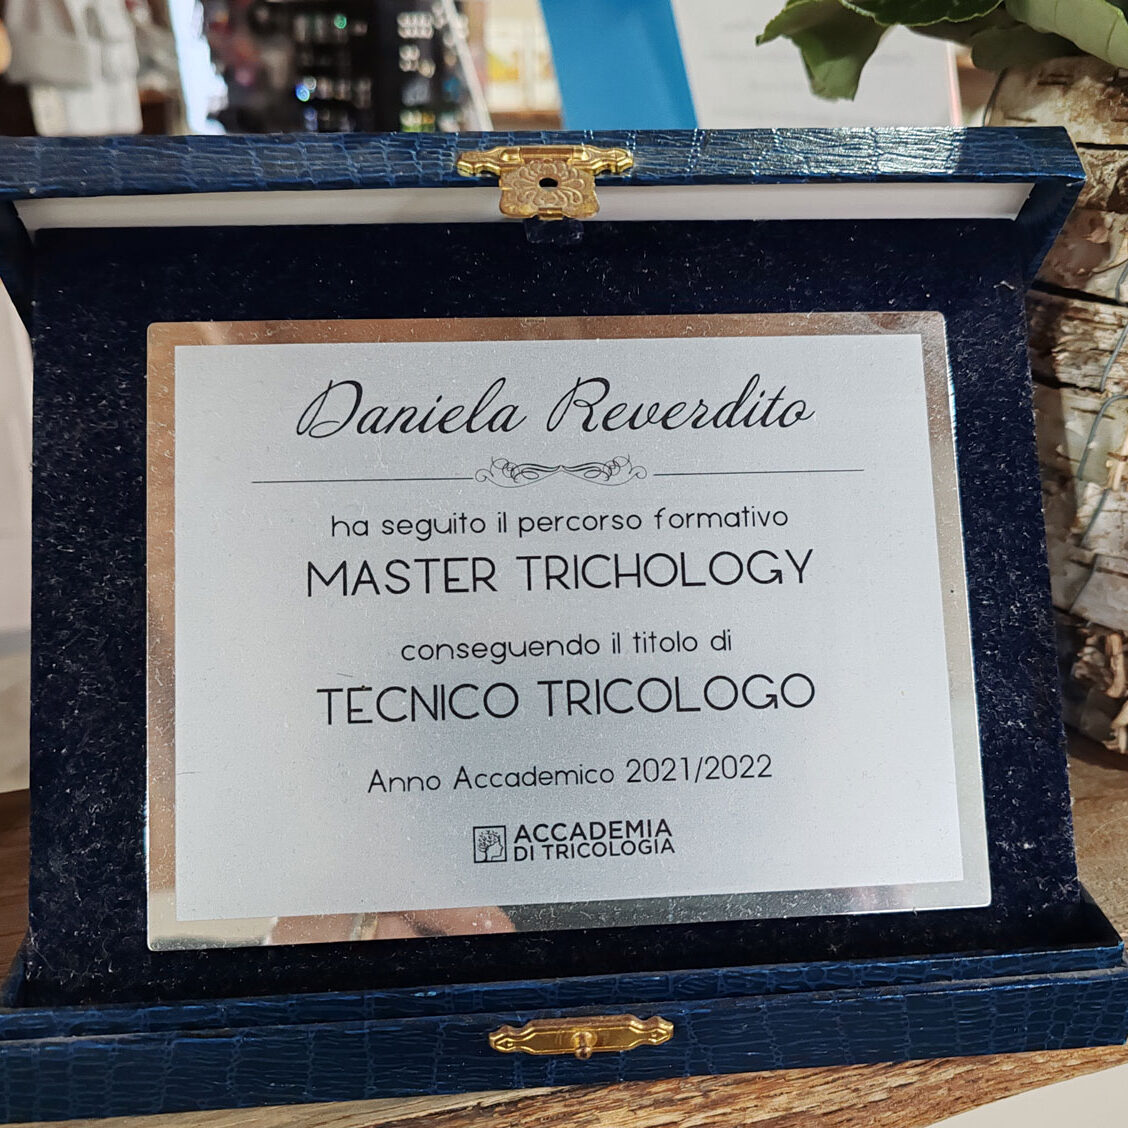 Daniela Reverdito
ha seguito il percorso formativo
MASTER TRICHOLOGY
conseguendo il titolo di
TECNICO TRICOLOGO
Anno Accademico 2021/2022
ACCADEMIA
DI TRICOLOGIA